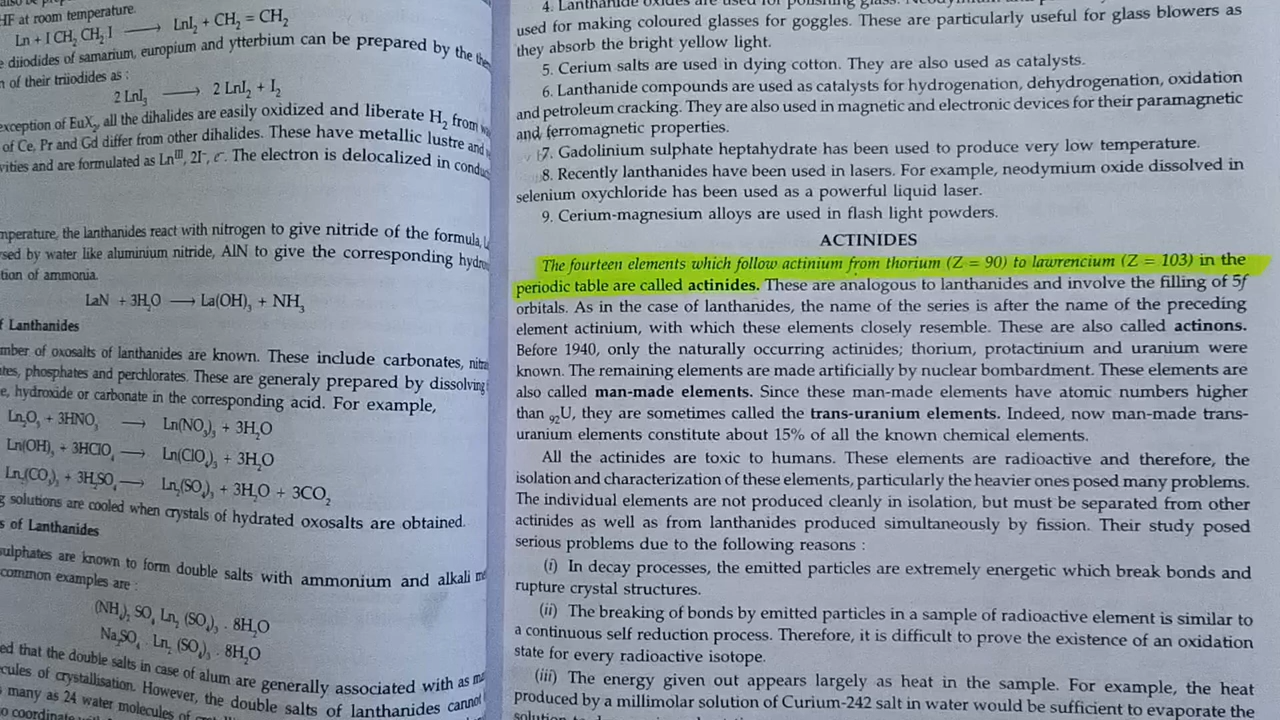 HF at room temperature.
Ln + I CH2 CH2 I ⟶ LnI2 + CH2 = CH2
diiodides of samarium, europium and ytterbium can be prepared by the
of their triiodides as :
2 LnI3 ⟶ 2 LnI2 + I2
exception of EuX2, all the dihalides are easily oxidized and liberate H2 from
of Ce, Pr and Gd differ from other dihalides. These have metallic lustre and
and are formulated as LnIII, 2I-, e-. The electron is delocalized in
the lanthanides react with nitrogen to give nitride of the formula,
by water like aluminium nitride, AlN to give the corresponding
of ammonia.
LaN + 3H2O ⟶ La(OH)3 + NH3
Lanthanides
of oxosalts of lanthanides are known. These include carbonates,
phosphates and perchlorates. These are generaly prepared by dissolving
hydroxide or carbonate in the corresponding acid. For example,
Ln2O3 + 3HNO3 ⟶ Ln(NO3)3 + 3H2O
Ln(OH)3 + 3HClO4 ⟶ Ln(ClO4)3 + 3H2O
Ln2(CO3)3 + 3H2SO4 ⟶ Ln2(SO4)3 + 3H2O + 3CO2
solutions are cooled when crystals of hydrated oxosalts are obtained.
of Lanthanides
sulphates are known to form double salts with ammonium and alkali
common examples are :
(NH4)2 SO4 Ln2 (SO4)3 . 8H2O
Na2SO4 . Ln2 (SO4)3 . 8H2O
that the double salts in case of alum are generally associated with as
of crystallisation. However, the double salts of lanthanides cannot
many as 24 water molecules of
4. Lanthanide oxides are used for polishing glass.
used for making coloured glasses for goggles. These are particularly useful for glass blowers as
they absorb the bright yellow light.
5. Cerium salts are used in dying cotton. They are also used as catalysts.
6. Lanthanide compounds are used as catalysts for hydrogenation, dehydrogenation, oxidation
and petroleum cracking. They are also used in magnetic and electronic devices for their paramagnetic
and ferromagnetic properties.
7. Gadolinium sulphate heptahydrate has been used to produce very low temperature.
8. Recently lanthanides have been used in lasers. For example, neodymium oxide dissolved in
selenium oxychloride has been used as a powerful liquid laser.
9. Cerium-magnesium alloys are used in flash light powders.
ACTINIDES
The fourteen elements which follow actinium from thorium (Z = 90) to lawrencium (Z = 103) in the
periodic table are called actinides. These are analogous to lanthanides and involve the filling of 5f
orbitals. As in the case of lanthanides, the name of the series is after the name of the preceding
element actinium, with which these elements closely resemble. These are also called actinons.
Before 1940, only the naturally occurring actinides; thorium, protactinium and uranium were
known. The remaining elements are made artificially by nuclear bombardment. These elements are
also called man-made elements. Since these man-made elements have atomic numbers higher
than 92U, they are sometimes called the trans-uranium elements. Indeed, now man-made trans-
uranium elements constitute about 15% of all the known chemical elements.
All the actinides are toxic to humans. These elements are radioactive and therefore, the
isolation and characterization of these elements, particularly the heavier ones posed many problems.
The individual elements are not produced cleanly in isolation, but must be separated from other
actinides as well as from lanthanides produced simultaneously by fission. Their study posed
serious problems due to the following reasons :
(i) In decay processes, the emitted particles are extremely energetic which break bonds and
rupture crystal structures.
(ii) The breaking of bonds by emitted particles in a sample of radioactive element is similar to
a continuous self reduction process. Therefore, it is difficult to prove the existence of an oxidation
state for every radioactive isotope.
(iii) The energy given out appears largely as heat in the sample. For example, the heat
produced by a millimolar solution of Curium-242 salt in water would be sufficient to evaporate the